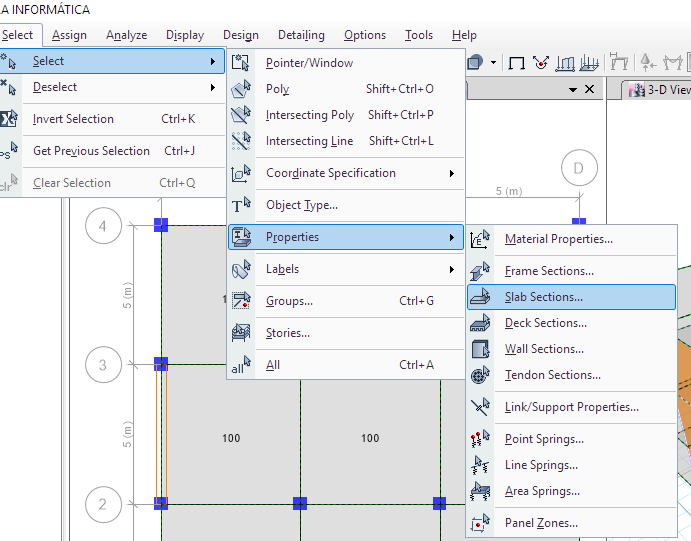 LA INFORMÁTICA
Select Assign Analyze Display Design Detailing Options Tools Help
Select
Deselect
Invert Selection Ctrl+K
Get Previous Selection Ctrl+J
clr Clear Selection Ctrl+Q
Pointer/Window
Poly Shift+Ctrl+O
Intersecting Poly Shift+Ctrl+P
Intersecting Line Shift+Ctrl+L
Coordinate Specification
Object Type...
Properties
Labels
Groups... Ctrl+G
Stories...
all All Ctrl+A
Material Properties...
Frame Sections...
Slab Sections...
Deck Sections...
Wall Sections...
Tendon Sections...
Link/Support Properties...
Point Springs...
Line Springs...
Area Springs...
Panel Zones...
3-D View
5 (m)
D
4
5 (m)
3
5 (m)
100 100
2